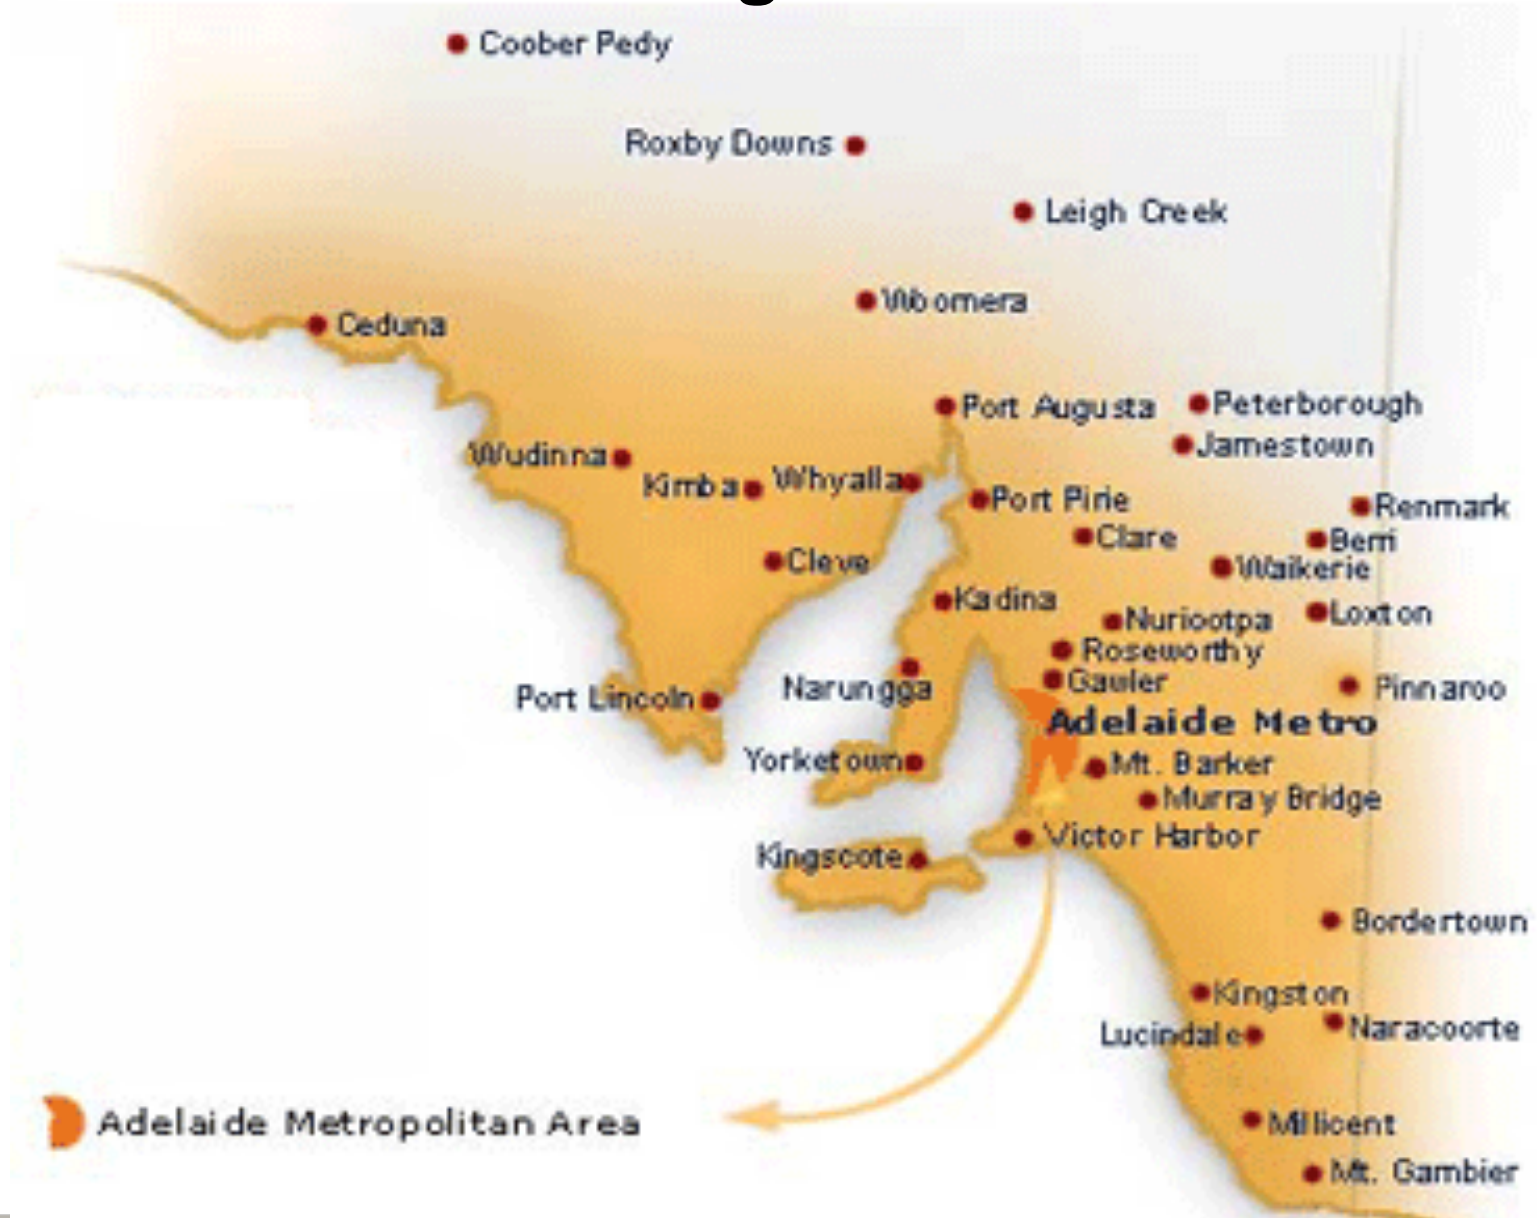 Coober Pedy
Roxby Downs
Leigh Creek
Woomera
Ceduna
Port Augusta
Peterborough
Jamestown
Wudinna
Kimba
Whyalla
Port Pirie
Renmark
Clare
Berri
Cleve
Waikerie
Kadina
Loxton
Nuriootpa
Roseworthy
Gawler
Narungga
Pinnaroo
Port Lincoln
Adelaide Metro
Yorketown
Mt. Barker
Murray Bridge
Victor Harbor
Kingscote
Bordertown
Kingston
Naracoorte
Lucindale
Adelaide Metropolitan Area
Millicent
Mt. Gambier